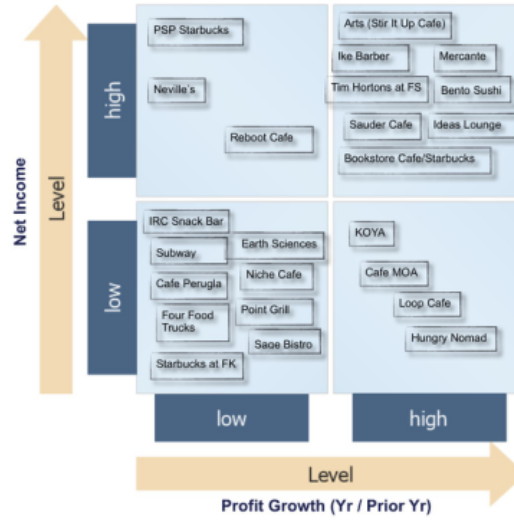 Net Income
Level
high
low
PSP Starbucks
Neville's
Reboot Cafe
Arts (Stir It Up Cafe)
Ike Barber
Mercante
Tim Hortons at FS
Bento Sushi
Sauder Cafe
Ideas Lounge
Bookstore Cafe/Starbucks
IRC Snack Bar
Subway
Earth Sciences
Cafe Perugla
Niche Cafe
Four Food
Trucks
Point Grill
Sage Bistro
Starbucks at FK
KOYA
Cafe MOA
Loop Cafe
Hungry Nomad
low
high
Level
Profit Growth (Yr / Prior Yr)